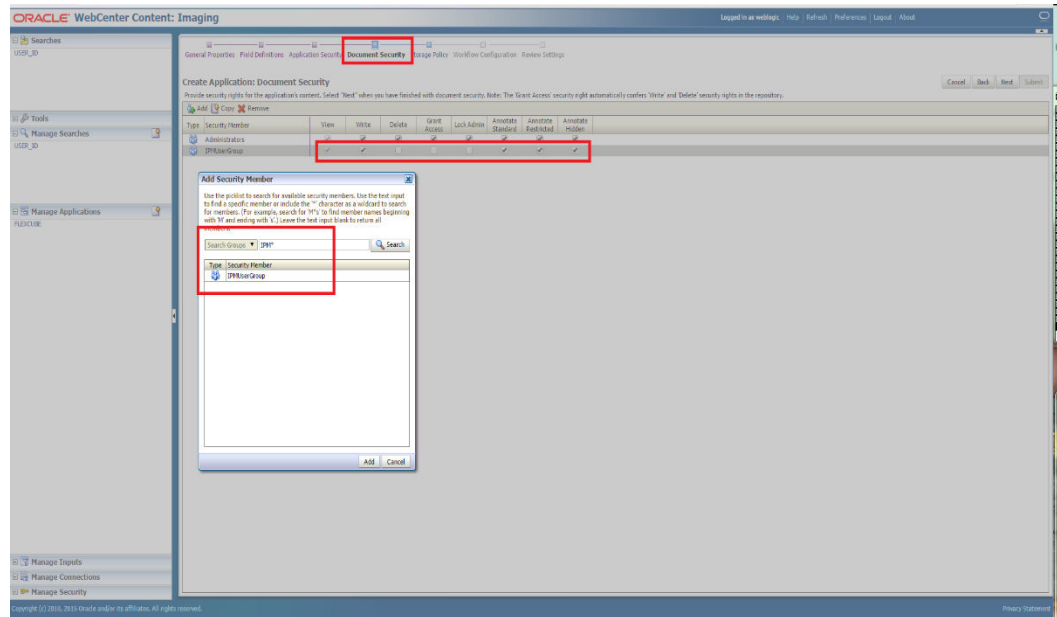 ORACLE WebCenter Content: Imaging
Logged in as weblogic Help Refresh Preferences Logout About
Searches
USER_ID
Tools
Manage Searches
USER_ID
Manage Applications
FLEXCUBE
Manage Inputs
Manage Connections
Manage Security
General Properties Field Definitions Application Security Document Security Storage Policy Workflow Configuration Review Settings
Create Application: Document Security
Cancel Back Next Submit
Provide security rights for the application's content. Select "Next" when you have finished with document security. Note: The 'Grant Access' security right automatically confers 'Write' and 'Delete' security rights in the repository.
Add Copy Remove
Type Security Member View Write Delete Grant Access Lock Admin Annotate Standard Annotate Restricted Annotate Hidden
Administrators
IPMUserGroup
Add Security Member
Use the picklist to search for available security members. Use the text input
to find a specific member or include the '*' character as a wildcard to search
for members. (For example, search for 'M*s' to find member names beginning
with 'M' and ending with 's'.) Leave the text input blank to return all
members.
Search Groups IPM* Search
Type Security Member
IPMUserGroup
Add Cancel
Copyright (c) 2010, 2015 Oracle and/or its affiliates. All rights reserved.
Privacy Statement